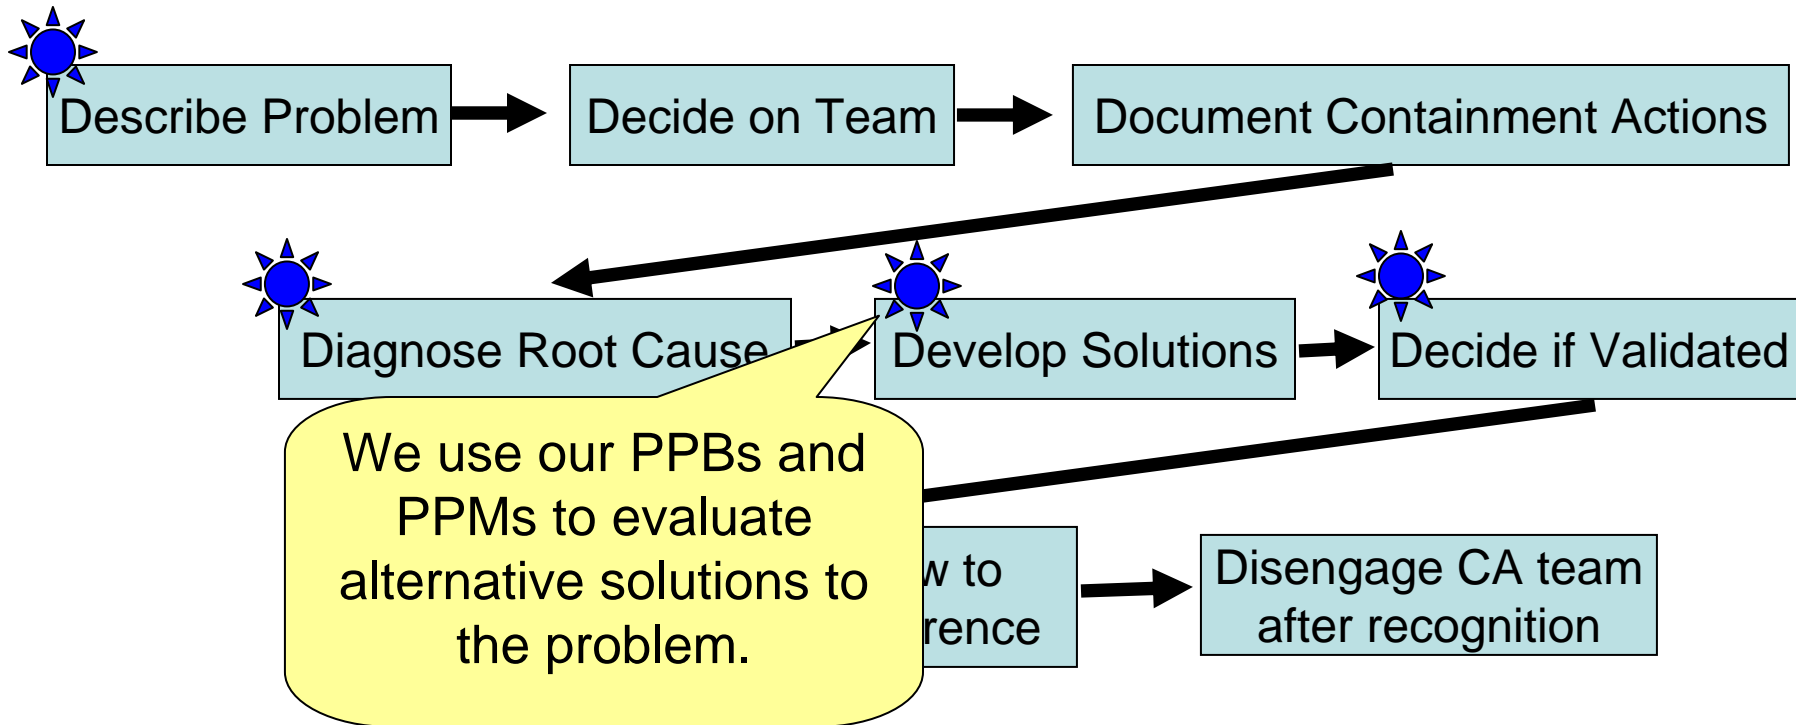 Describe Problem
Decide on Team
Document Containment Actions
Diagnose Root Cause
Develop Solutions
Decide if Validated
We use our PPBs and
PPMs to evaluate
alternative solutions to
the problem.
to
Disengage CA team
after recognition